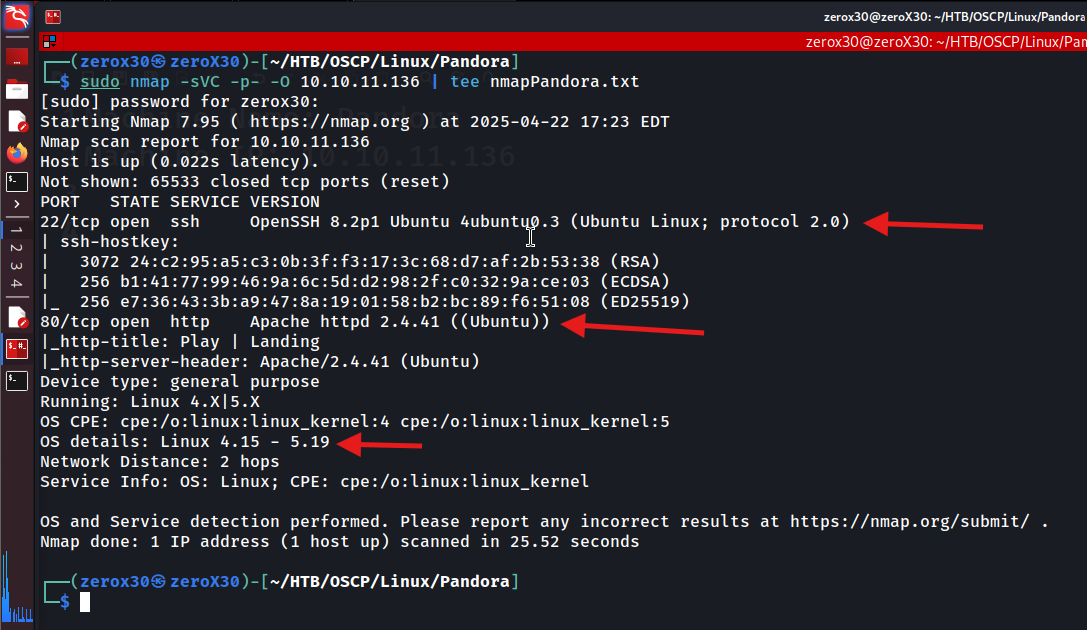 zerox30@zeroX30: ~/HTB/OSCP/Linux/Pandora
zerox30@zeroX30: ~/HTB/OSCP/Linux/Pan
┌──(zerox30㉿zeroX30)-[~/HTB/OSCP/Linux/Pandora]
└─$ sudo nmap -sVC -p- -O 10.10.11.136 | tee nmapPandora.txt
[sudo] password for zerox30:
Starting Nmap 7.95 ( https://nmap.org ) at 2025-04-22 17:23 EDT
Nmap scan report for 10.10.11.136
Host is up (0.022s latency).
Not shown: 65533 closed tcp ports (reset)
PORT   STATE SERVICE VERSION
22/tcp open  ssh     OpenSSH 8.2p1 Ubuntu 4ubuntu0.3 (Ubuntu Linux; protocol 2.0)
| ssh-hostkey:
|   3072 24:c2:95:a5:c3:0b:3f:f3:17:3c:68:d7:af:2b:53:38 (RSA)
|   256 b1:41:77:99:46:9a:6c:5d:d2:98:2f:c0:32:9a:ce:03 (ECDSA)
|_  256 e7:36:43:3b:a9:47:8a:19:01:58:b2:bc:89:f6:51:08 (ED25519)
80/tcp open  http    Apache httpd 2.4.41 ((Ubuntu))
|_http-title: Play | Landing
|_http-server-header: Apache/2.4.41 (Ubuntu)
Device type: general purpose
Running: Linux 4.X|5.X
OS CPE: cpe:/o:linux:linux_kernel:4 cpe:/o:linux:linux_kernel:5
OS details: Linux 4.15 - 5.19
Network Distance: 2 hops
Service Info: OS: Linux; CPE: cpe:/o:linux:linux_kernel
OS and Service detection performed. Please report any incorrect results at https://nmap.org/submit/ .
Nmap done: 1 IP address (1 host up) scanned in 25.52 seconds
┌──(zerox30㉿zeroX30)-[~/HTB/OSCP/Linux/Pandora]
└─$
1
2
3
4